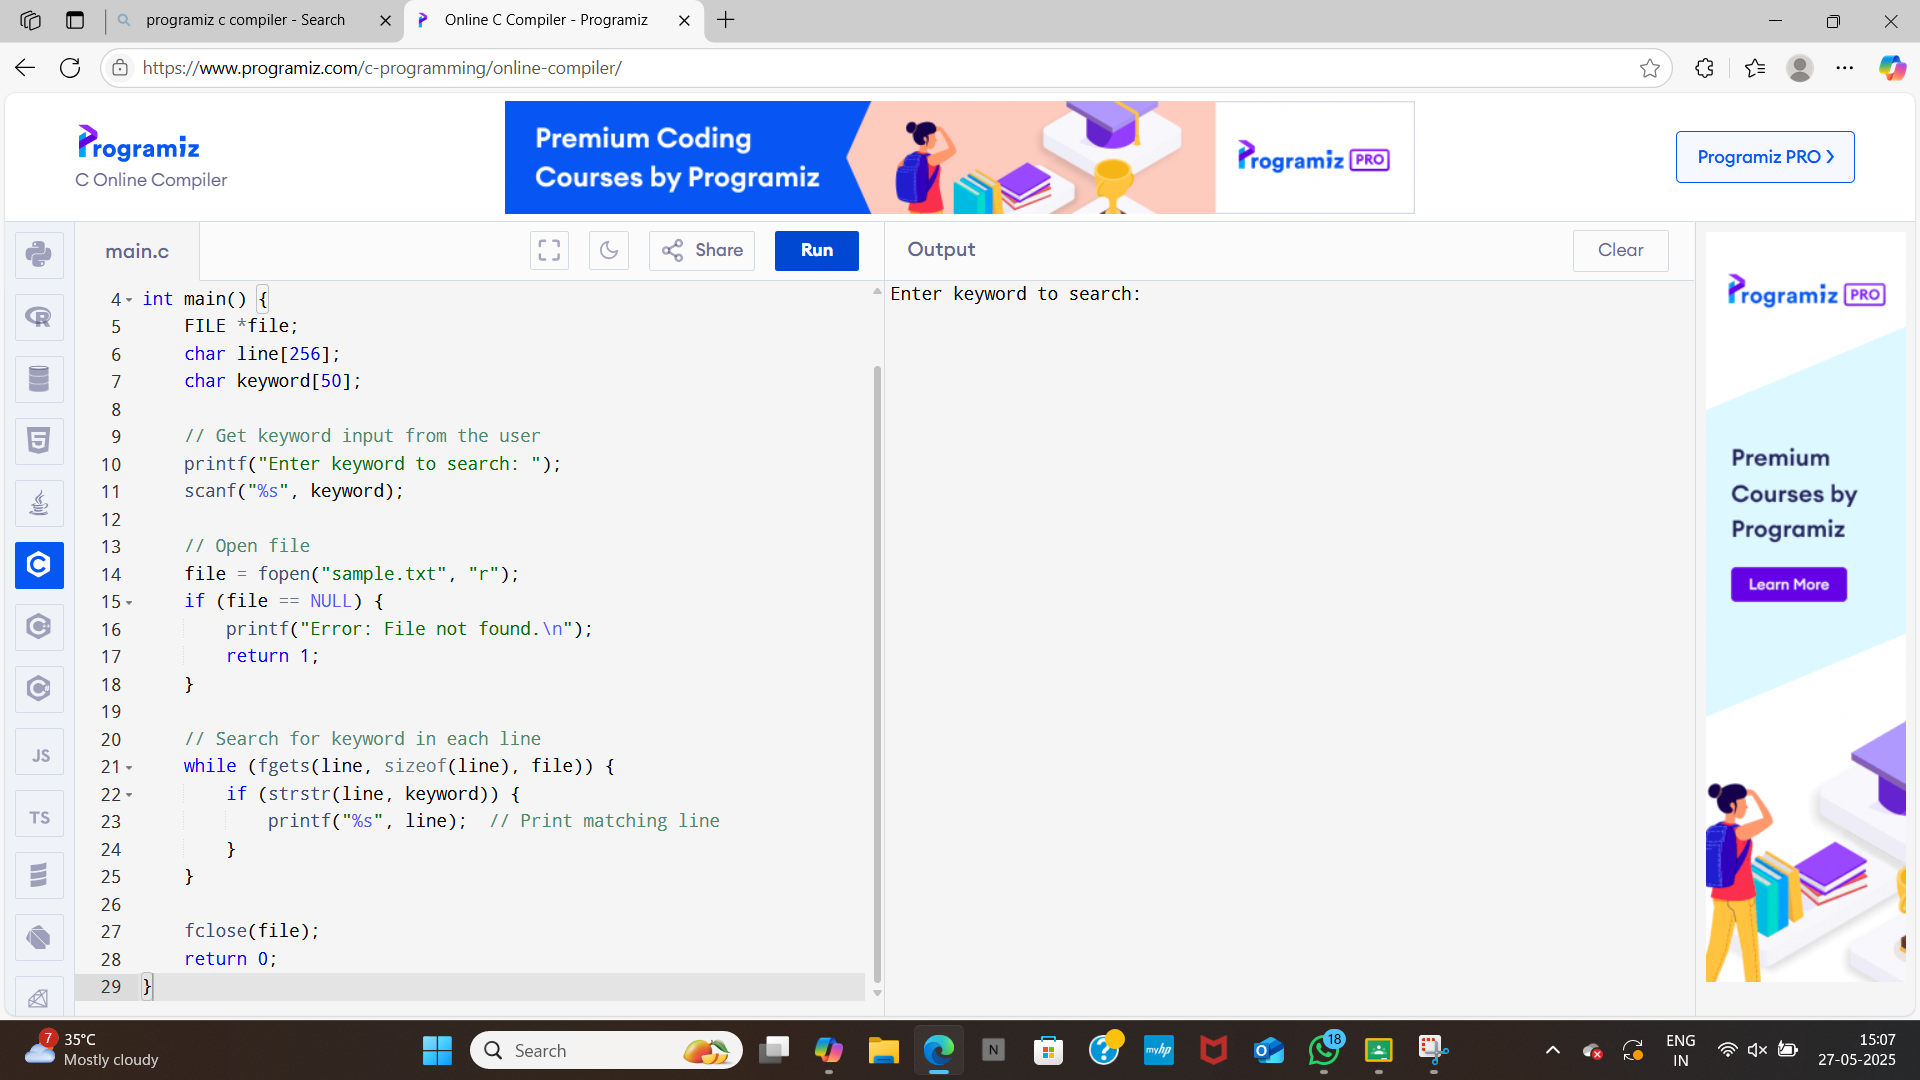 programiz c compiler - Search
Online C Compiler - Programiz
https://www.programiz.com/c-programming/online-compiler/
Programiz
C Online Compiler
Premium Coding
Courses by Programiz
Programiz PRO
Programiz PRO
main.c
Share
Run
Output
Clear
4 int main() {
5 FILE *file;
6 char line[256];
7 char keyword[50];
8
9 // Get keyword input from the user
10 printf("Enter keyword to search: ");
11 scanf("%s", keyword);
12
13 // Open file
14 file = fopen("sample.txt", "r");
15 if (file == NULL) {
16 printf("Error: File not found.\n");
17 return 1;
18 }
19
20 // Search for keyword in each line
21 while (fgets(line, sizeof(line), file)) {
22 if (strstr(line, keyword)) {
23 printf("%s", line);  // Print matching line
24 }
25 }
26
27 fclose(file);
28 return 0;
29 }
Enter keyword to search:
Programiz PRO
Premium
Courses by
Programiz
Learn More
JS
TS
7
35°C
Mostly cloudy
Search
N
myhp
18
ENG
IN
15:07
27-05-2025